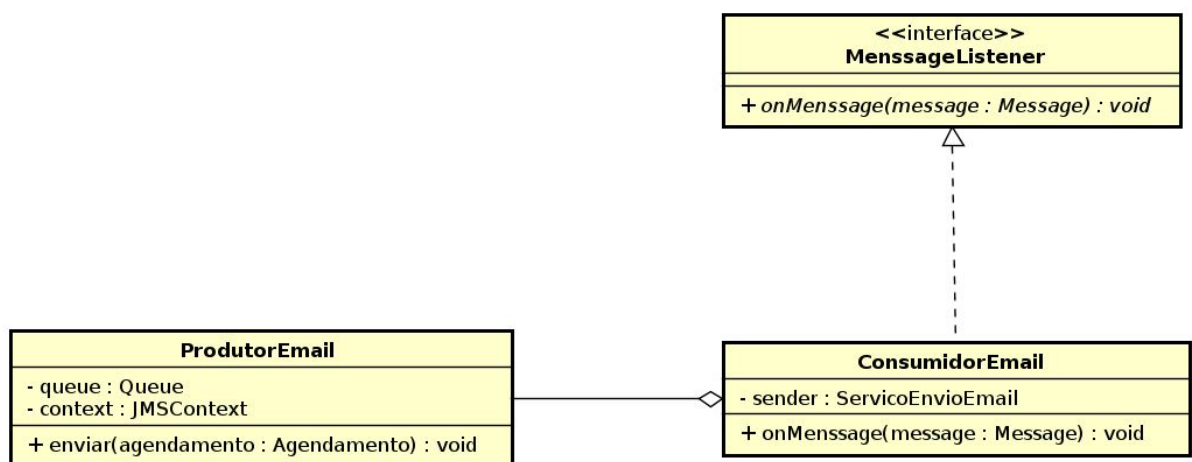 <<interface>>
MenssageListener
+ onMenssage(message : Message) : void
ProdutorEmail
- queue : Queue
- context : JMSContext
+ enviar(agendamento : Agendamento) : void
ConsumidorEmail
- sender : ServicoEnvioEmail
+ onMenssage(message : Message) : void